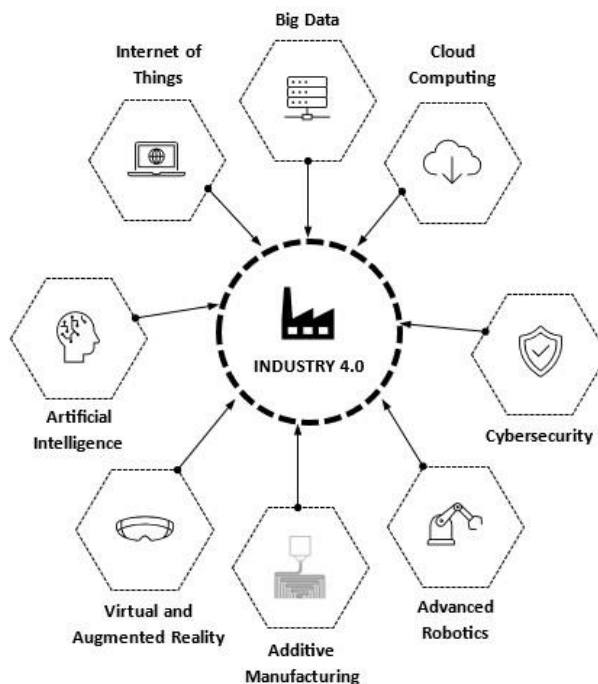 Big Data
Internet of
Things
Cloud
Computing
INDUSTRY 4.0
Artificial
Intelligence
Cybersecurity
Virtual and
Augmented Reality
Additive
Manufacturing
Advanced
Robotics